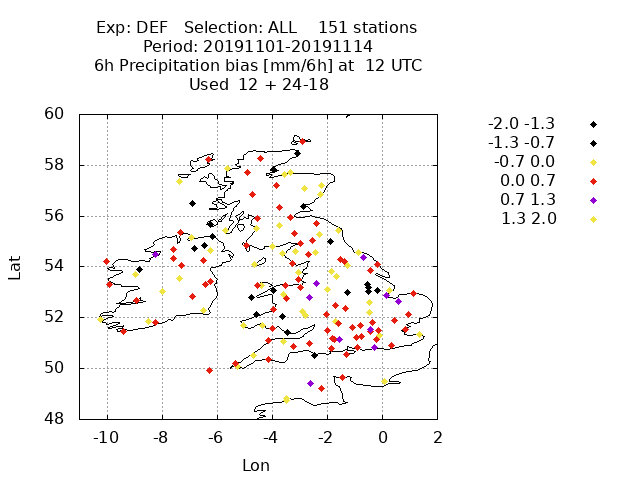 Exp: DEF   Selection: ALL    151 stations
Period: 20191101-20191114
6h Precipitation bias [mm/6h] at  12 UTC
Used  12 + 24-18
-2.0 -1.3
-1.3 -0.7
-0.7 0.0
0.0 0.7
0.7 1.3
1.3 2.0
60
58
56
54
52
50
48
Lat
-10 -8 -6 -4 -2 0 2
Lon